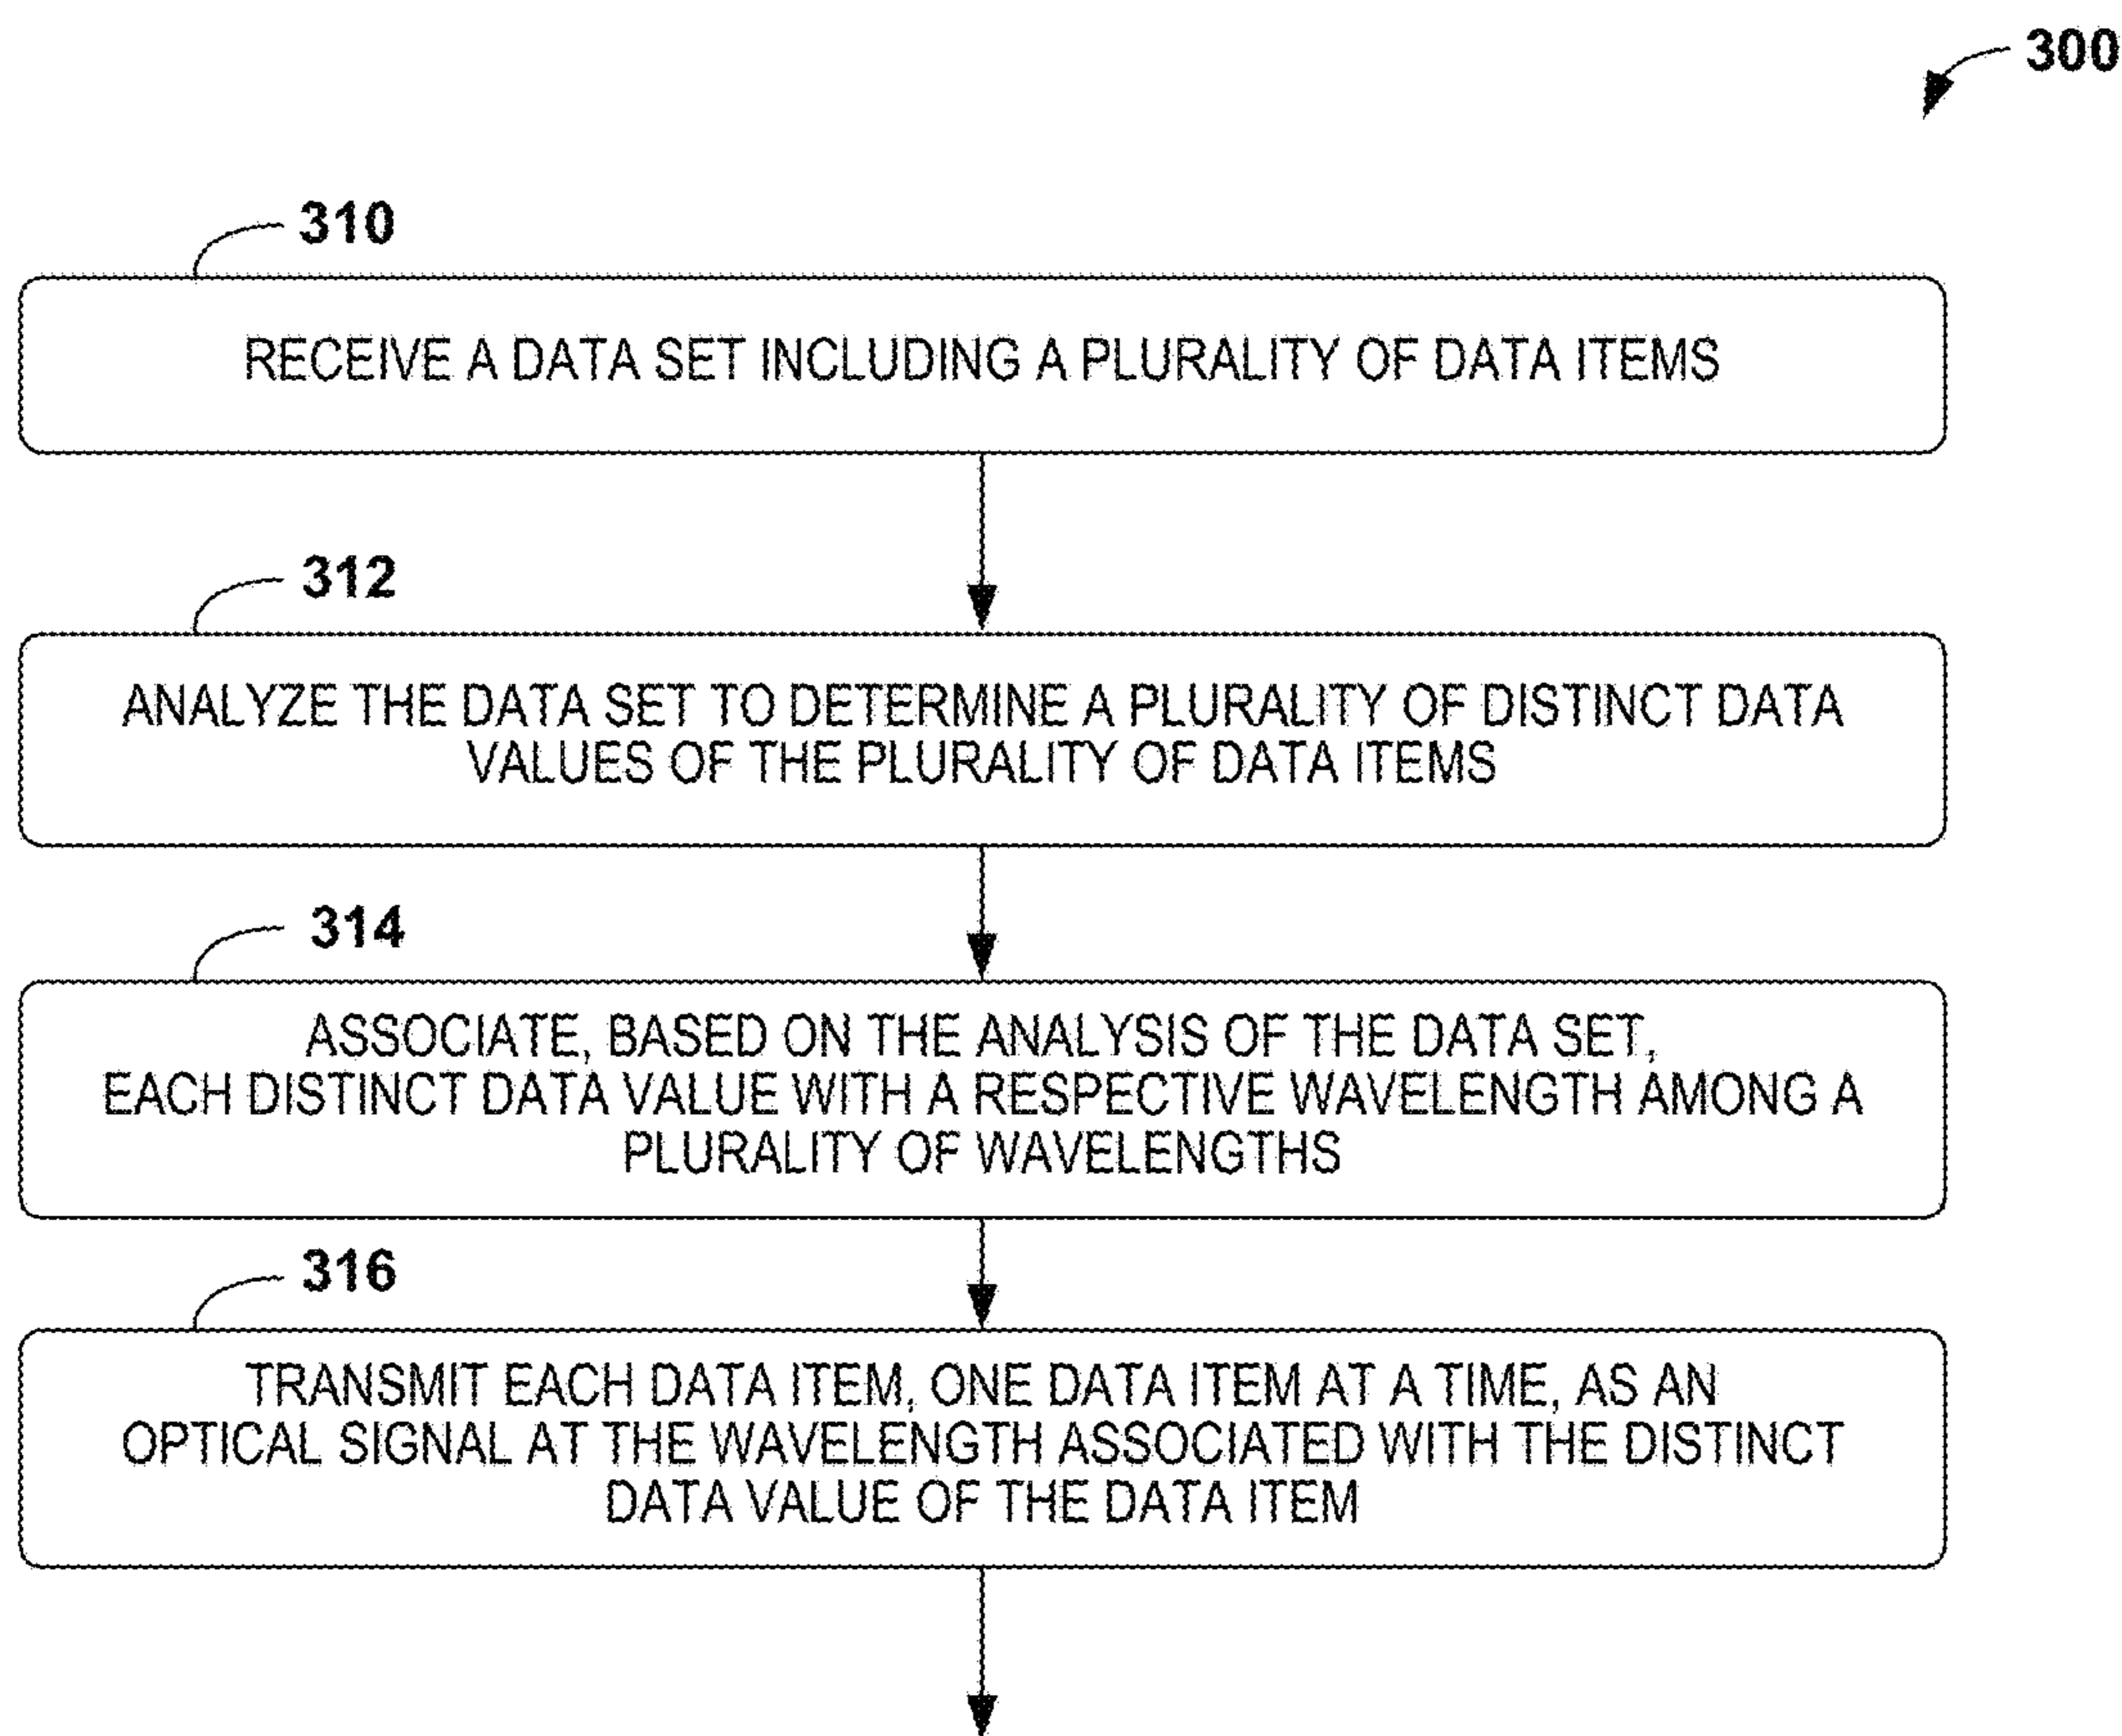 300
310
RECEIVE A DATA SET INCLUDING A PLURALITY OF DATA ITEMS
312
ANALYZE THE DATA SET TO DETERMINE A PLURALITY OF DISTINCT DATA
VALUES OF THE PLURALITY OF DATA ITEMS
314
ASSOCIATE, BASED ON THE ANALYSIS OF THE DATA SET,
EACH DISTINCT DATA VALUE WITH A RESPECTIVE WAVELENGTH AMONG A
PLURALITY OF WAVELENGTHS
316
TRANSMIT EACH DATA ITEM, ONE DATA ITEM AT A TIME, AS AN
OPTICAL SIGNAL AT THE WAVELENGTH ASSOCIATED WITH THE DISTINCT
DATA VALUE OF THE DATA ITEM